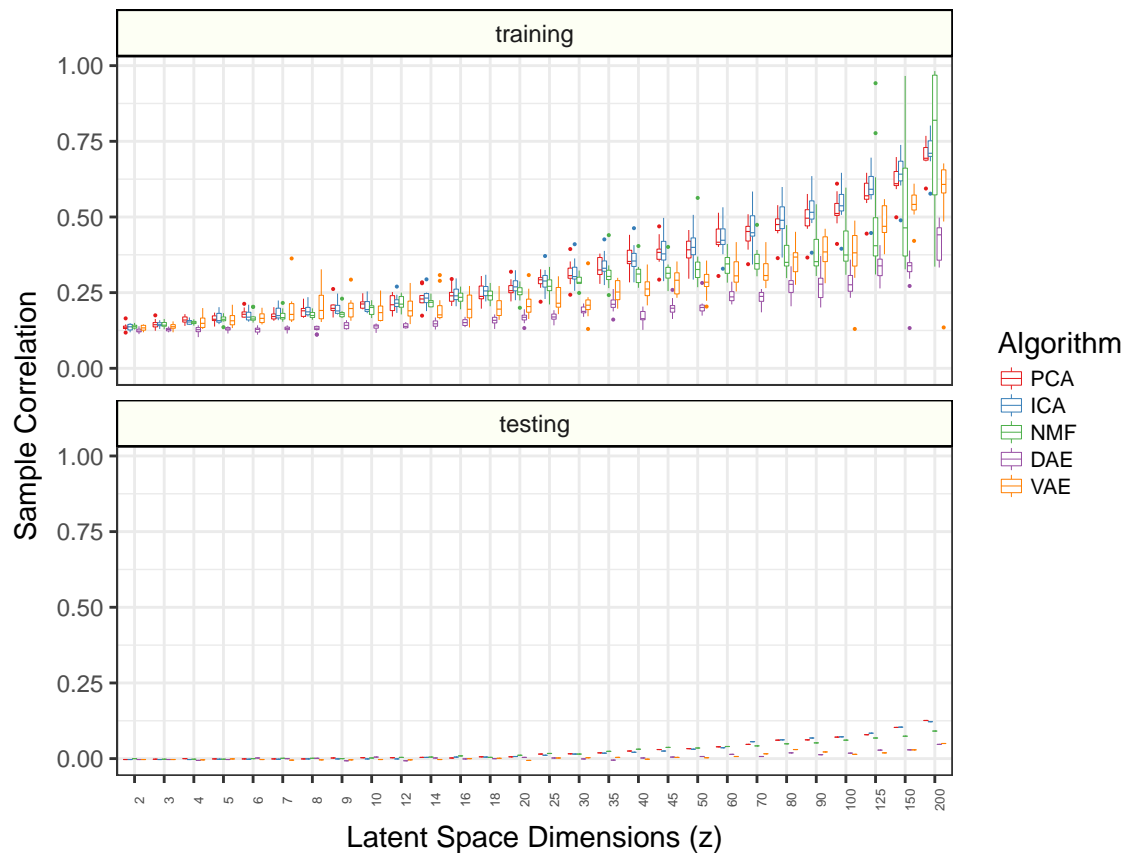 training
1.00
0.75
0.50
0.25
0.00
testing
1.00
0.75
0.50
0.25
0.00
Sample Correlation
2 3 4 5 6 7 8 9 10 12 14 16 18 20 25 30 35 40 45 50 60 70 80 90 100 125 150 200
Latent Space Dimensions (z)
Algorithm
PCA
ICA
NMF
DAE
VAE